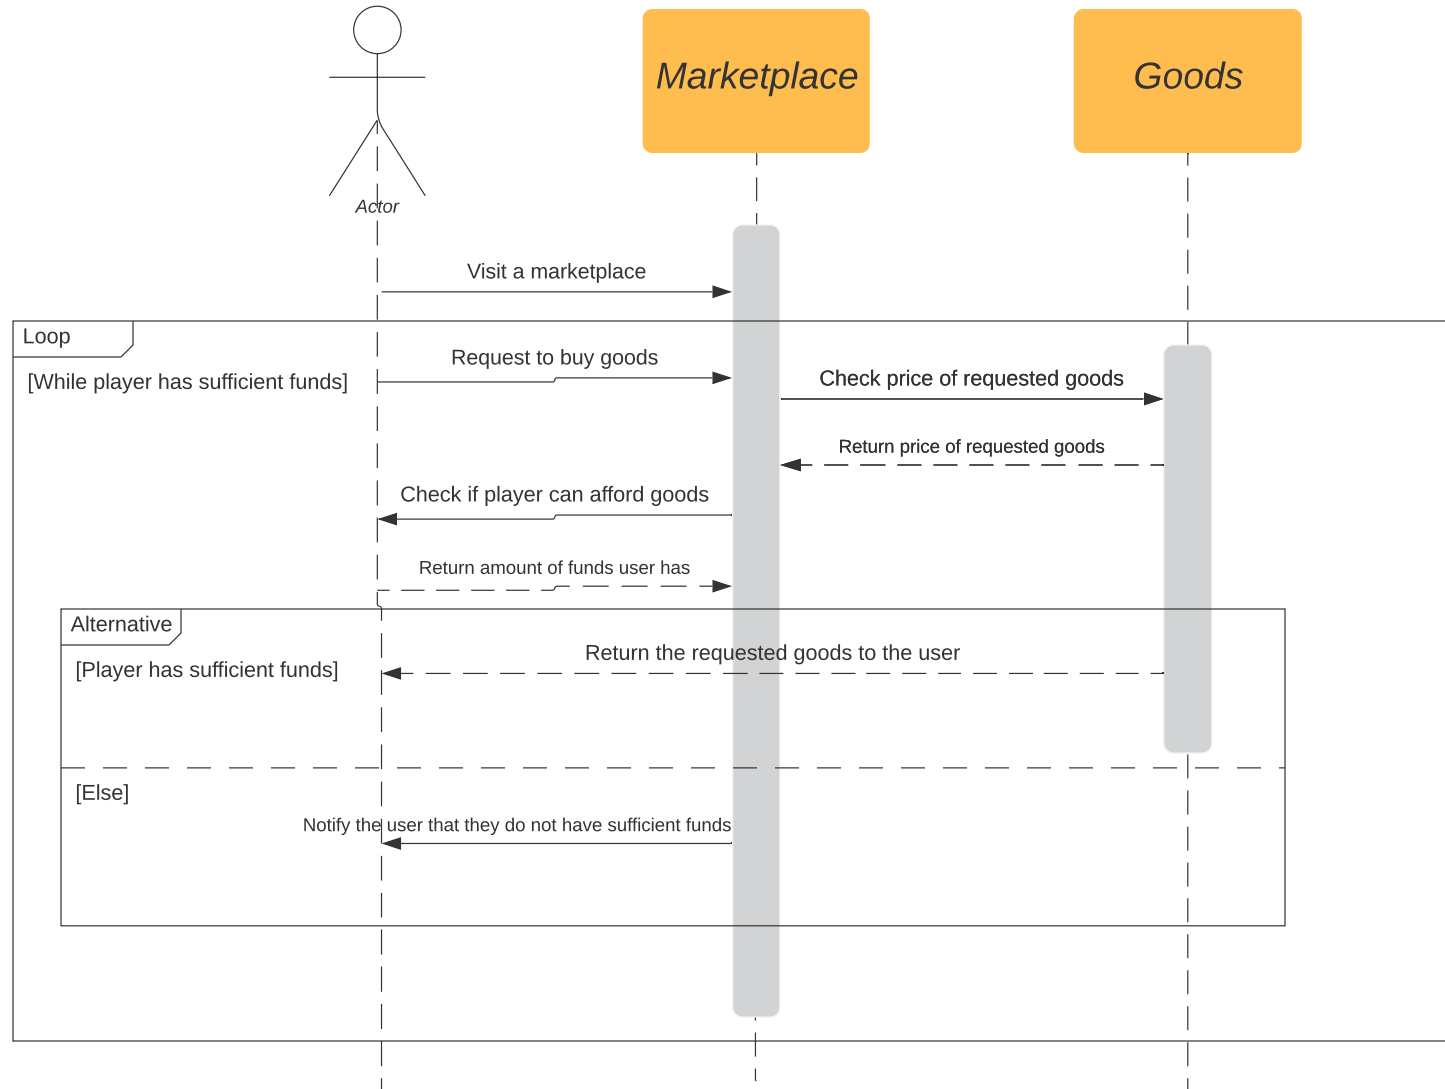 Marketplace
Goods
Actor
Visit a marketplace
Loop
Request to buy goods
[While player has sufficient funds]
Check price of requested goods
Return price of requested goods
Check if player can afford goods
Return amount of funds user has
Alternative
Return the requested goods to the user
[Player has sufficient funds]
[Else]
Notify the user that they do not have sufficient funds